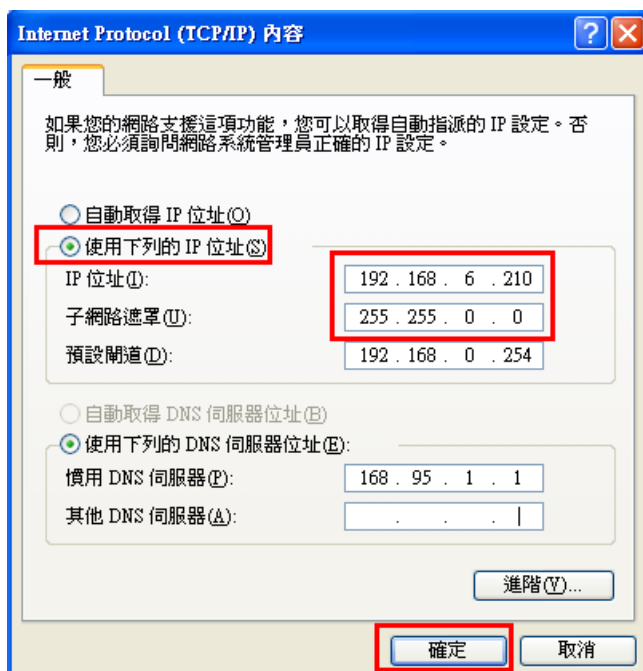 Internet Protocol (TCP/IP) 內容
一般
如果您的網路支援這項功能，您可以取得自動指派的 IP 設定。否
則，您必須詢問網路系統管理員正確的 IP 設定。
自動取得 IP 位址(O)
使用下列的 IP 位址(S)
IP 位址(I): 192 . 168 . 6 . 210
子網路遮罩(U): 255 . 255 . 0 . 0
預設閘道(D): 192 . 168 . 0 . 254
自動取得 DNS 伺服器位址(B)
使用下列的 DNS 伺服器位址(E):
慣用 DNS 伺服器(P): 168 . 95 . 1 . 1
其他 DNS 伺服器(A): . . .
進階(V)...
確定 取消